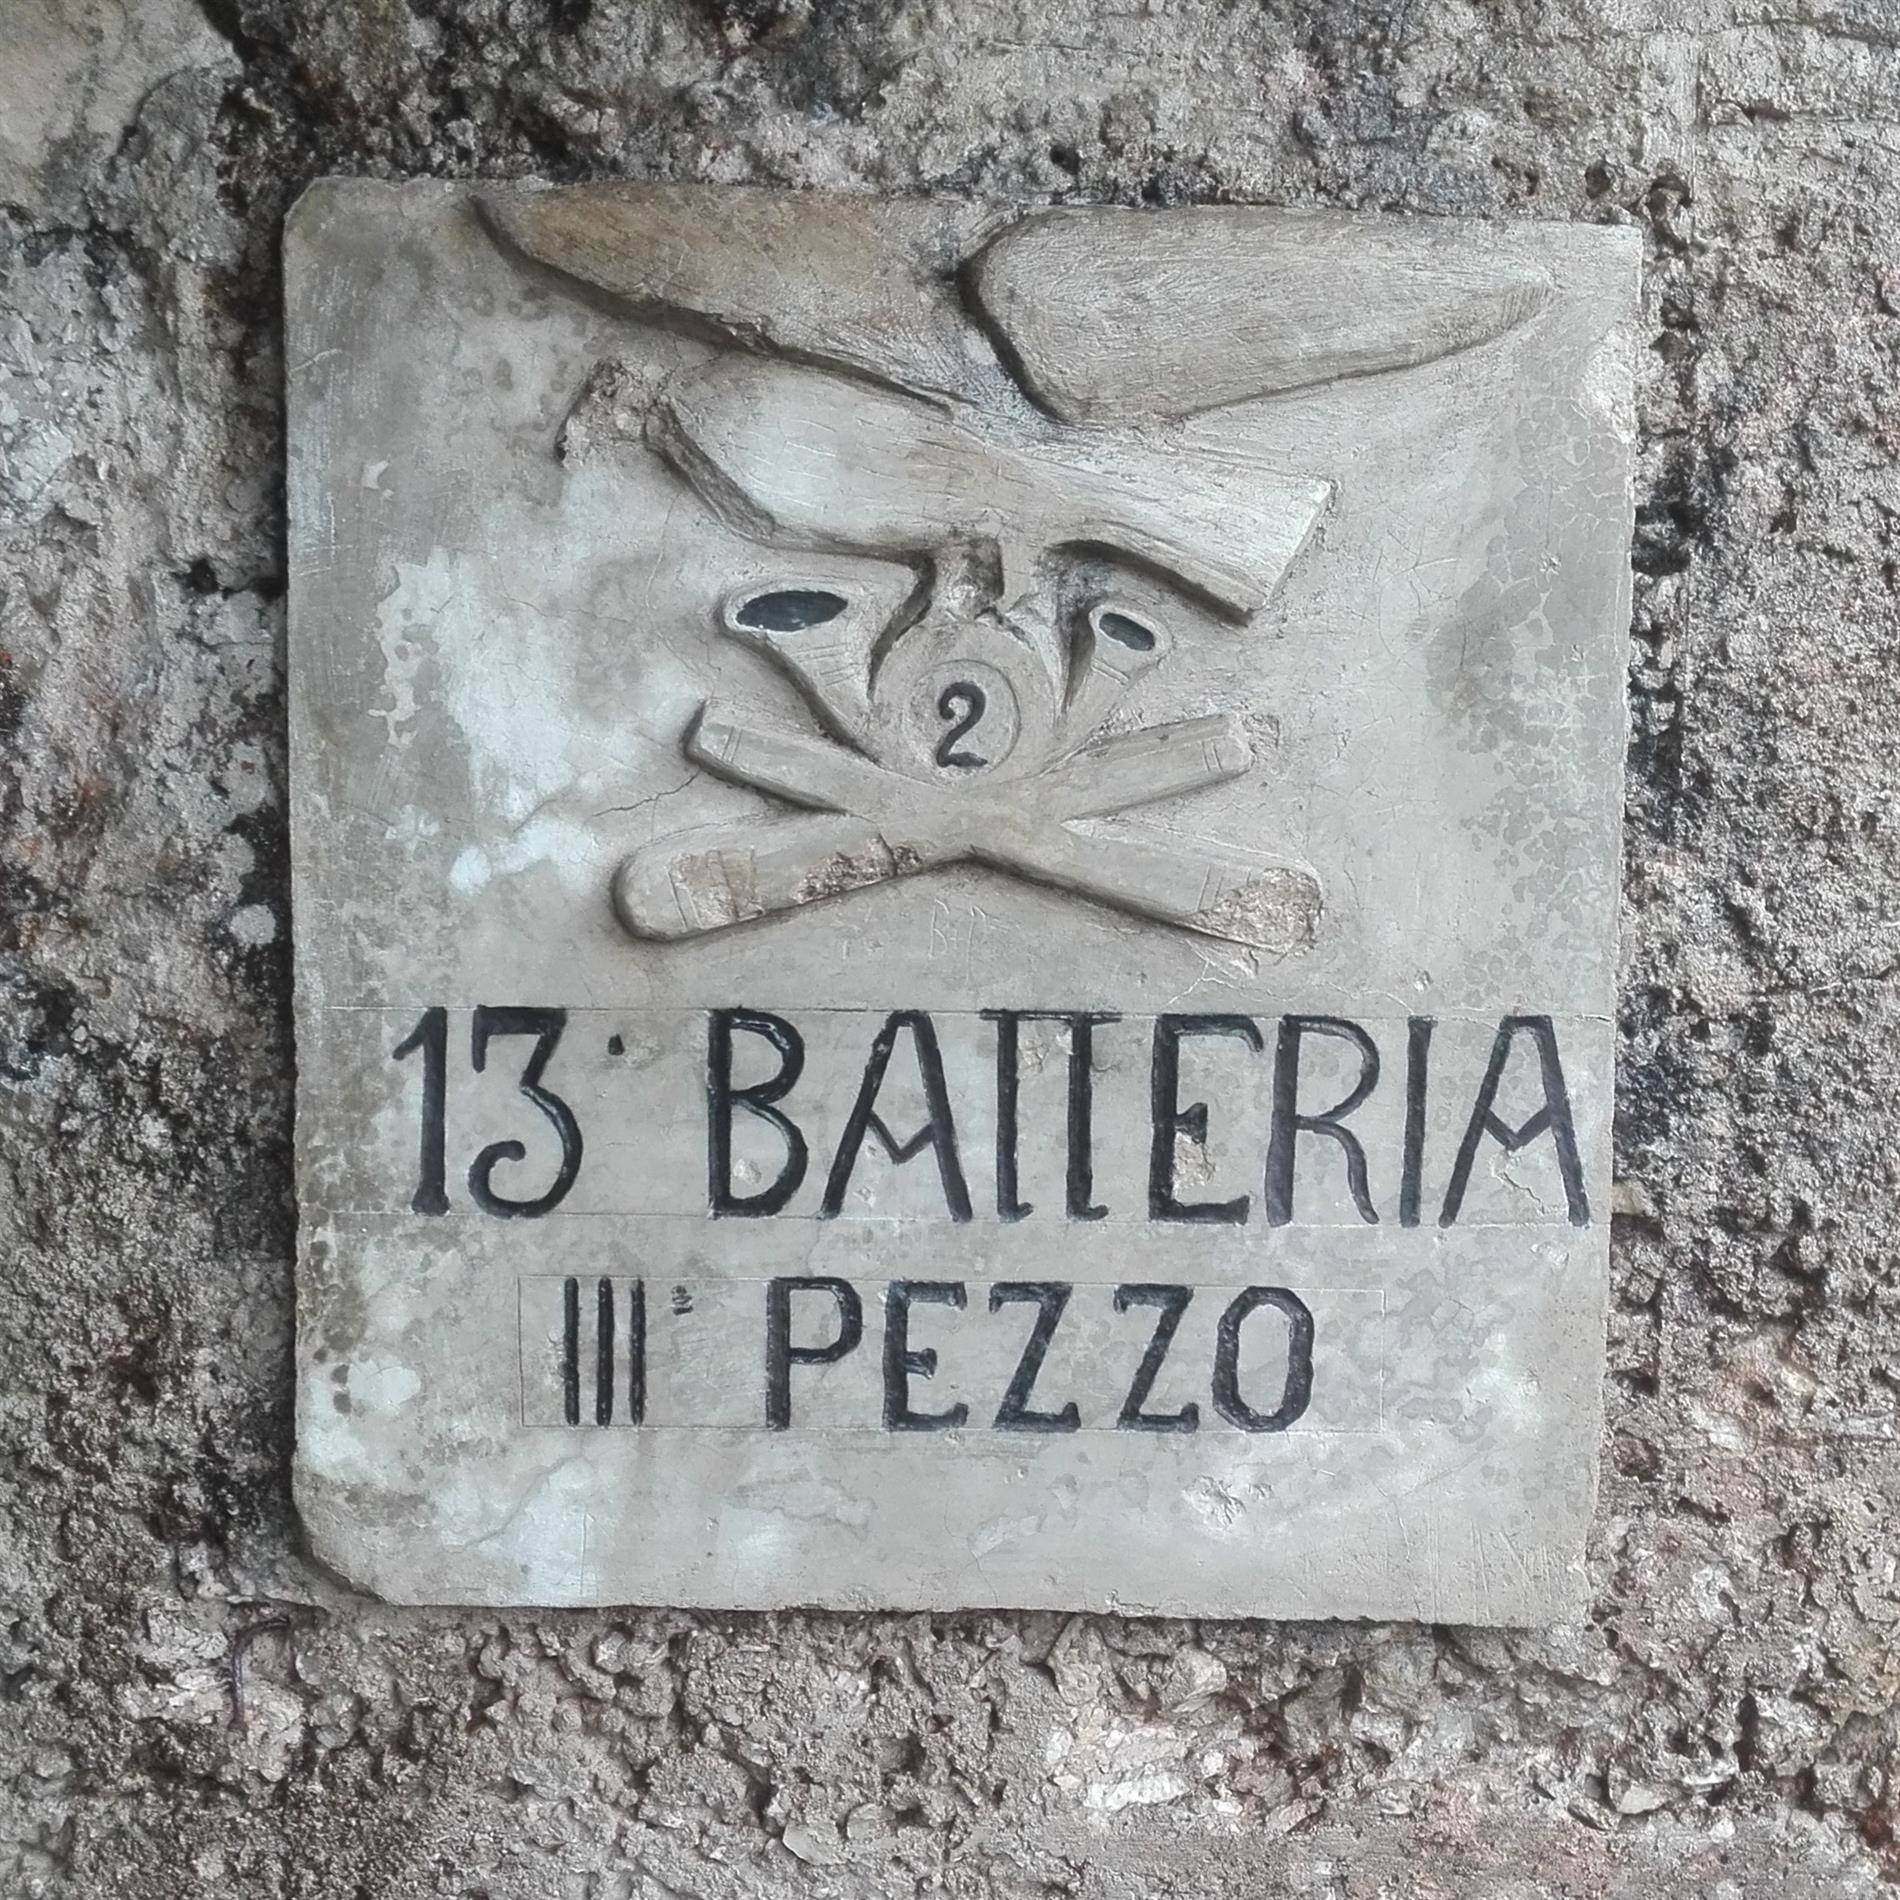 2
13ª BATTERIA
IIIº PEZZO